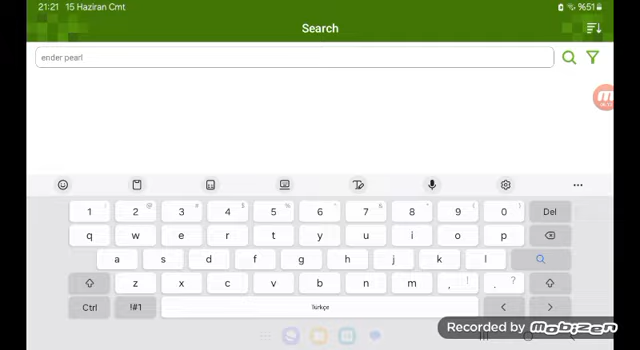 21:21 15 Haziran Cmt %51
Search
ender pearl
1 2 3 4 5 6 7 8 9 0 Del
q w e r t y u i o p
a s d f g h j k l
z x c v b n m , ! . ?
Ctrl !#1 Türkçe < >
Recorded by Mobizen